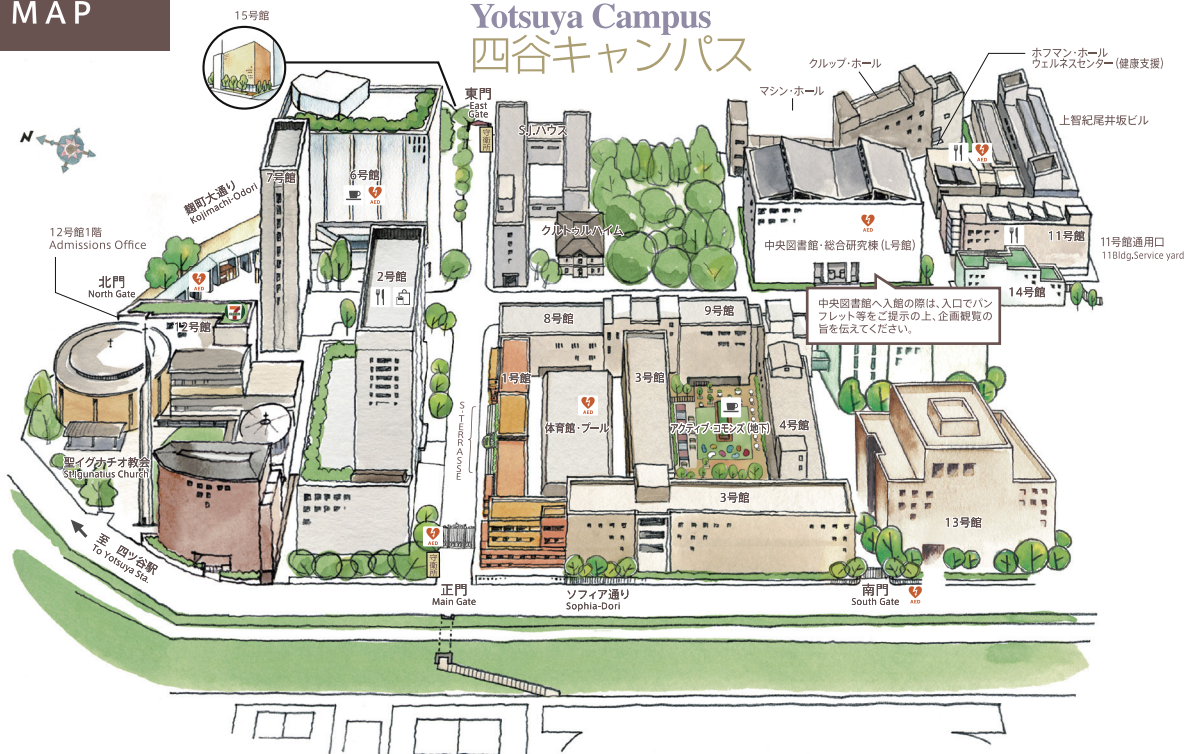 MAP
Yotsuya Campus
四谷キャンパス
15号館
東門
East
Gate
守衛所
S.J.ハウス
クルップ・ホール
マシン・ホール
ホフマン・ホール
ウェルネスセンター(健康支援)
上智紀尾井坂ビル
AED
N
7号館
6号館
AED
麹町大通り
Kojimachi-Odori
12号館1階
Admissions Office
北門
North Gate
AED
2号館
クルトゥルハイム
AED
中央図書館・総合研究棟(L号館)
11号館
11号館通用口
11Bldg.Service yard
14号館
中央図書館へ入館の際は、入口でパン
フレット等をご提示の上、企画観覧の
旨を伝えてください。
7
12号館
8号館
9号館
1号館
3号館
AED
体育館・プール
アクティブ・コモンズ(地下)
4号館
S-TERRASSE
聖イグナチオ教会
St.Igunatius Church
3号館
13号館
至 四ツ谷駅
To Yotsuya Sta.
AED
守衛所
正門
Main Gate
ソフィア通り
Sophia-Dori
南門
South Gate
AED